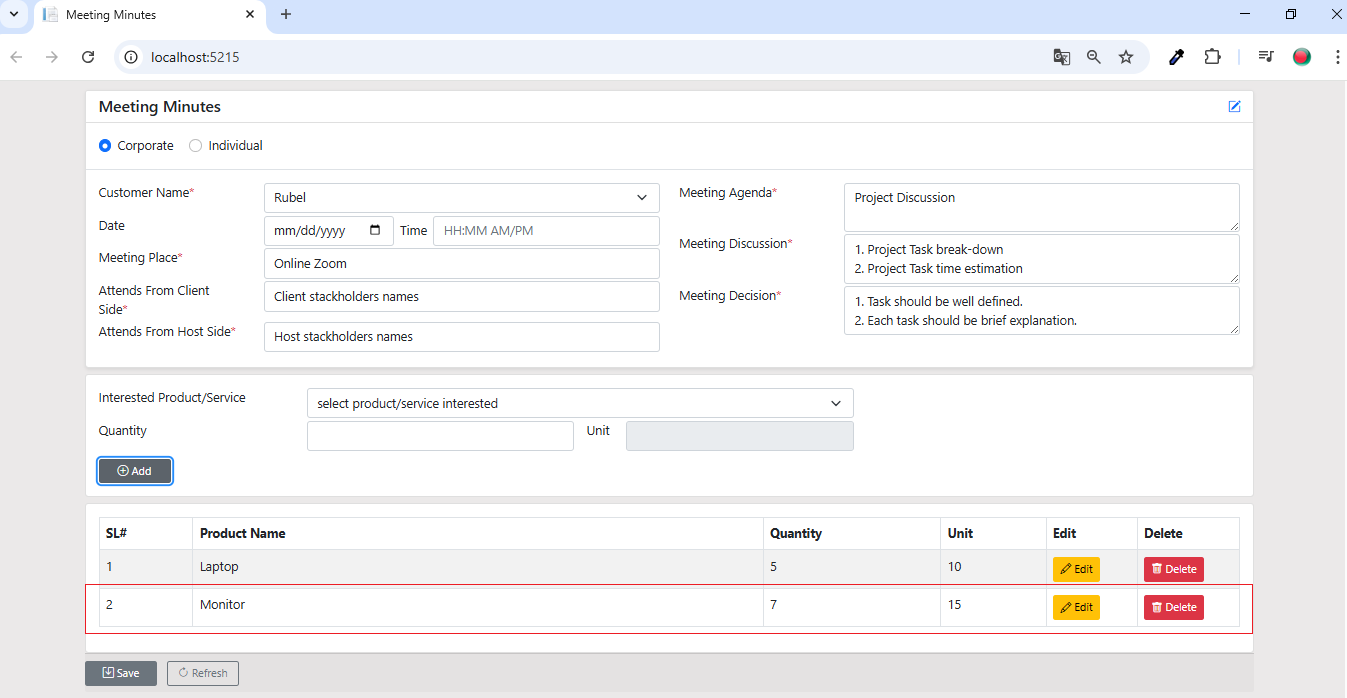 Meeting Minutes
localhost:5215
Meeting Minutes
Corporate Individual
Customer Name* Rubel
Date mm/dd/yyyy Time HH:MM AM/PM
Meeting Place* Online Zoom
Attends From Client
Side* Client stackholders names
Attends From Host Side* Host stackholders names
Meeting Agenda* Project Discussion
Meeting Discussion* 1. Project Task break-down
2. Project Task time estimation
Meeting Decision* 1. Task should be well defined.
2. Each task should be brief explanation.
Interested Product/Service select product/service interested
Quantity Unit
Add
SL# Product Name Quantity Unit Edit Delete
1 Laptop 5 10 Edit Delete
2 Monitor 7 15 Edit Delete
Save Refresh